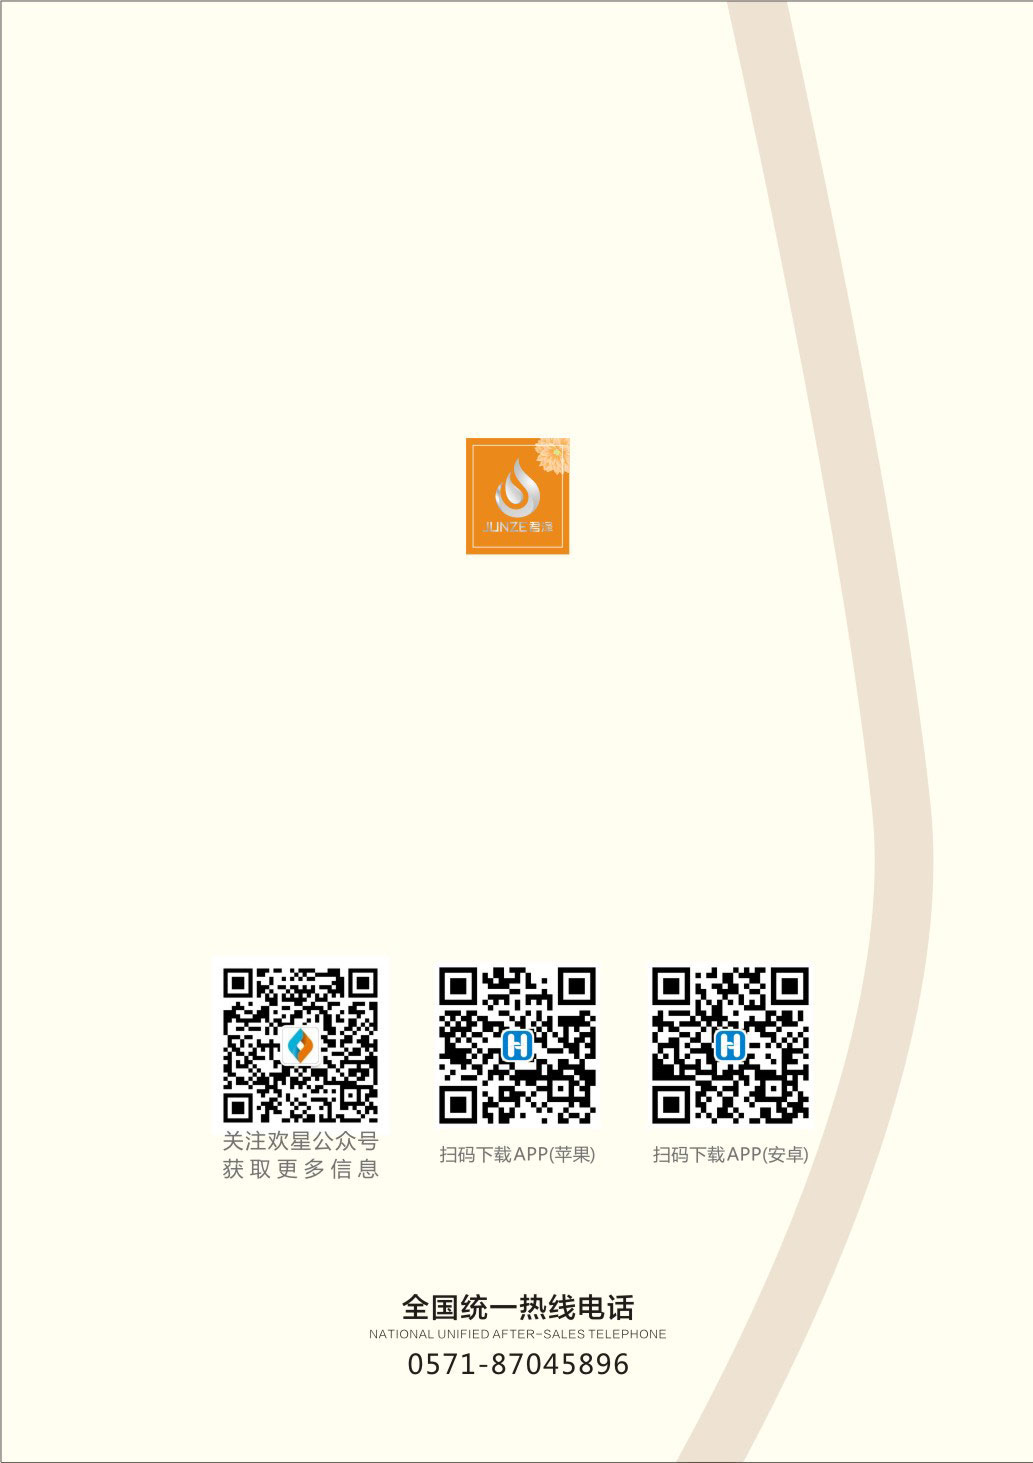 JUNZE 君泽
关注欢星公众号
获取更多信息
扫码下载APP(苹果)
扫码下载APP(安卓)
全国统一热线电话
NATIONAL UNIFIED AFTER-SALES TELEPHONE
0571-87045896